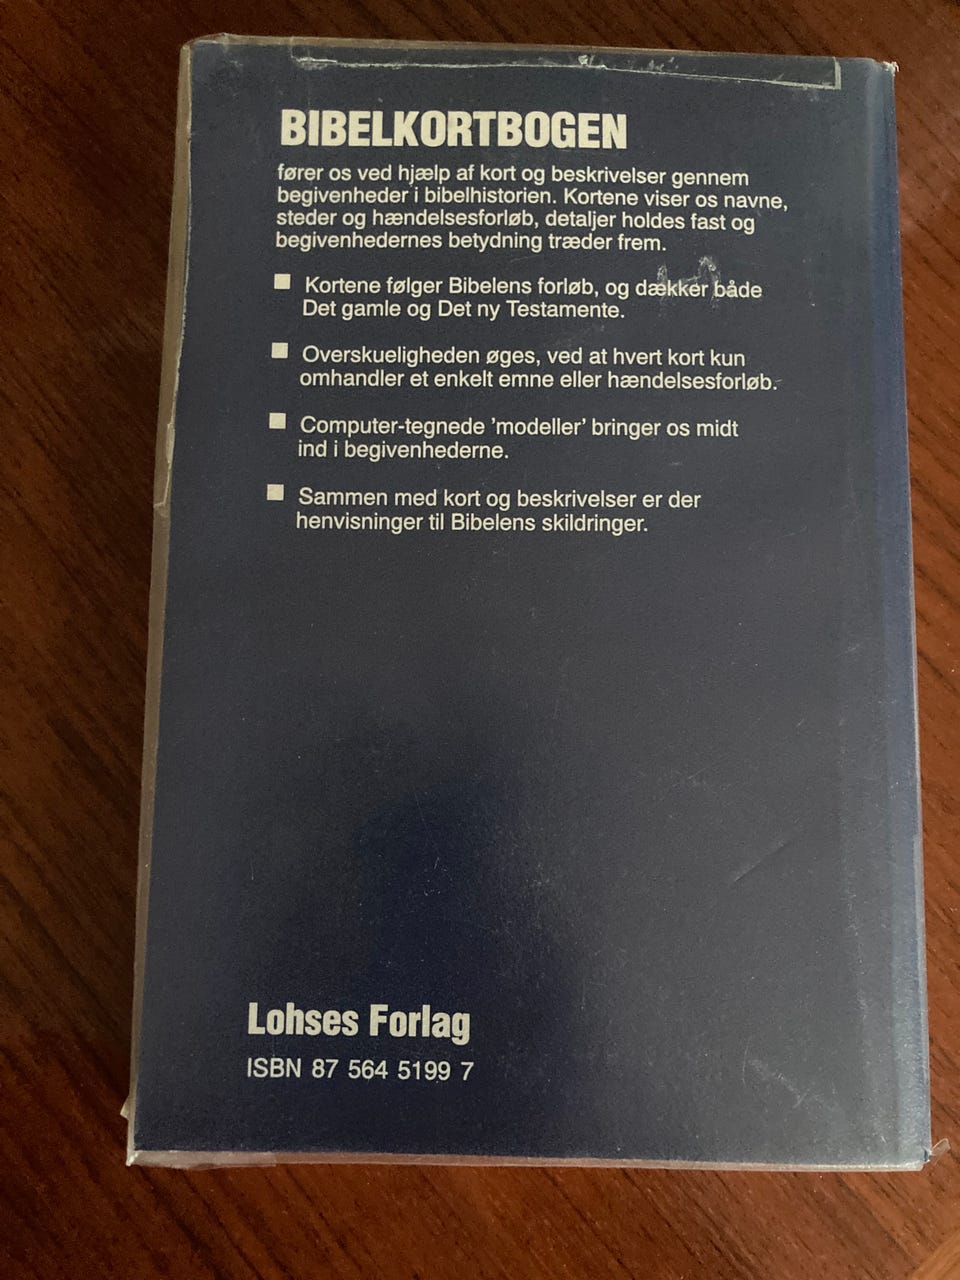 BIBELKORTBOGEN
fører os ved hjælp af kort og beskrivelser gennem
begivenheder i bibelhistorien. Kortene viser os navne,
steder og hændelsesforløb, detaljer holdes fast og
begivenhedernes betydning træder frem.
Kortene følger Bibelens forløb, og dækker både
Det gamle og Det ny Testamente.
Overskueligheden øges, ved at hvert kort kun
omhandler et enkelt emne eller hændelsesforløb.
Computer-tegnede ’modeller’ bringer os midt
ind i begivenhederne.
Sammen med kort og beskrivelser er der
henvisninger til Bibelens skildringer.
Lohses Forlag
ISBN 87 564 5199 7